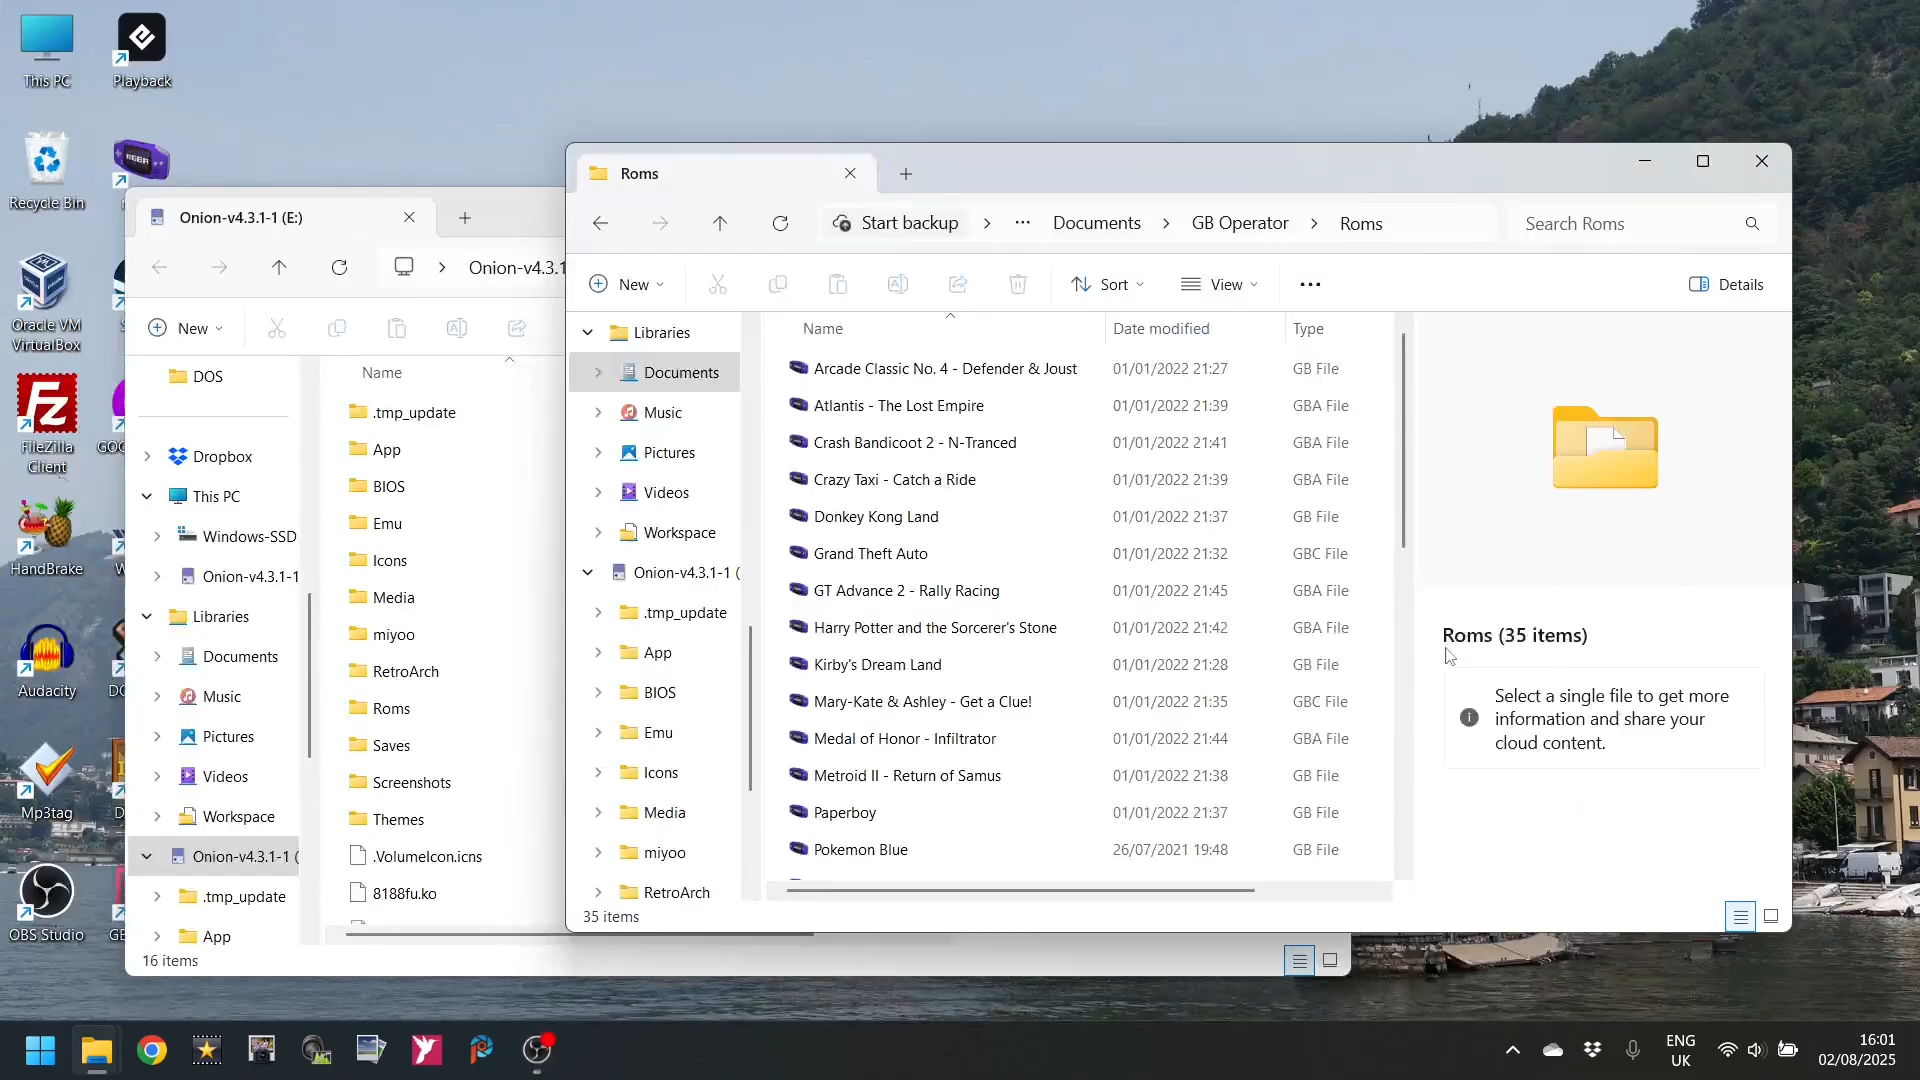 This PC
Playback
Recycle Bin
Oracle VM
VirtualBox
FileZilla
Client
HandBrake
Audacity
Mp3tag
OBS Studio
Onion-v4.3.1-1 (E:)
Onion-v4.3.1
New
DOS
Dropbox
This PC
Windows-SSD
Onion-v4.3.1-1
Libraries
Documents
Music
Pictures
Videos
Workspace
Onion-v4.3.1-1 (
.tmp_update
App
Name
.tmp_update
App
BIOS
Emu
Icons
Media
miyoo
RetroArch
Roms
Saves
Screenshots
Themes
.VolumeIcon.icns
8188fu.ko
16 items
Roms
Start backup > ... Documents > GB Operator > Roms
Search Roms
New
Sort
View
Details
Libraries
Documents
Music
Pictures
Videos
Workspace
Onion-v4.3.1-1 (
.tmp_update
App
BIOS
Emu
Icons
Media
miyoo
RetroArch
Name Date modified Type
Arcade Classic No. 4 - Defender & Joust 01/01/2022 21:27 GB File
Atlantis - The Lost Empire 01/01/2022 21:39 GBA File
Crash Bandicoot 2 - N-Tranced 01/01/2022 21:41 GBA File
Crazy Taxi - Catch a Ride 01/01/2022 21:39 GBA File
Donkey Kong Land 01/01/2022 21:37 GB File
Grand Theft Auto 01/01/2022 21:32 GBC File
GT Advance 2 - Rally Racing 01/01/2022 21:45 GBA File
Harry Potter and the Sorcerer's Stone 01/01/2022 21:42 GBA File
Kirby's Dream Land 01/01/2022 21:28 GB File
Mary-Kate & Ashley - Get a Clue! 01/01/2022 21:35 GBC File
Medal of Honor - Infiltrator 01/01/2022 21:44 GBA File
Metroid II - Return of Samus 01/01/2022 21:38 GB File
Paperboy 01/01/2022 21:37 GB File
Pokemon Blue 26/07/2021 19:48 GB File
35 items
Roms (35 items)
Select a single file to get more
information and share your
cloud content.
ENG
UK
16:01
02/08/2025